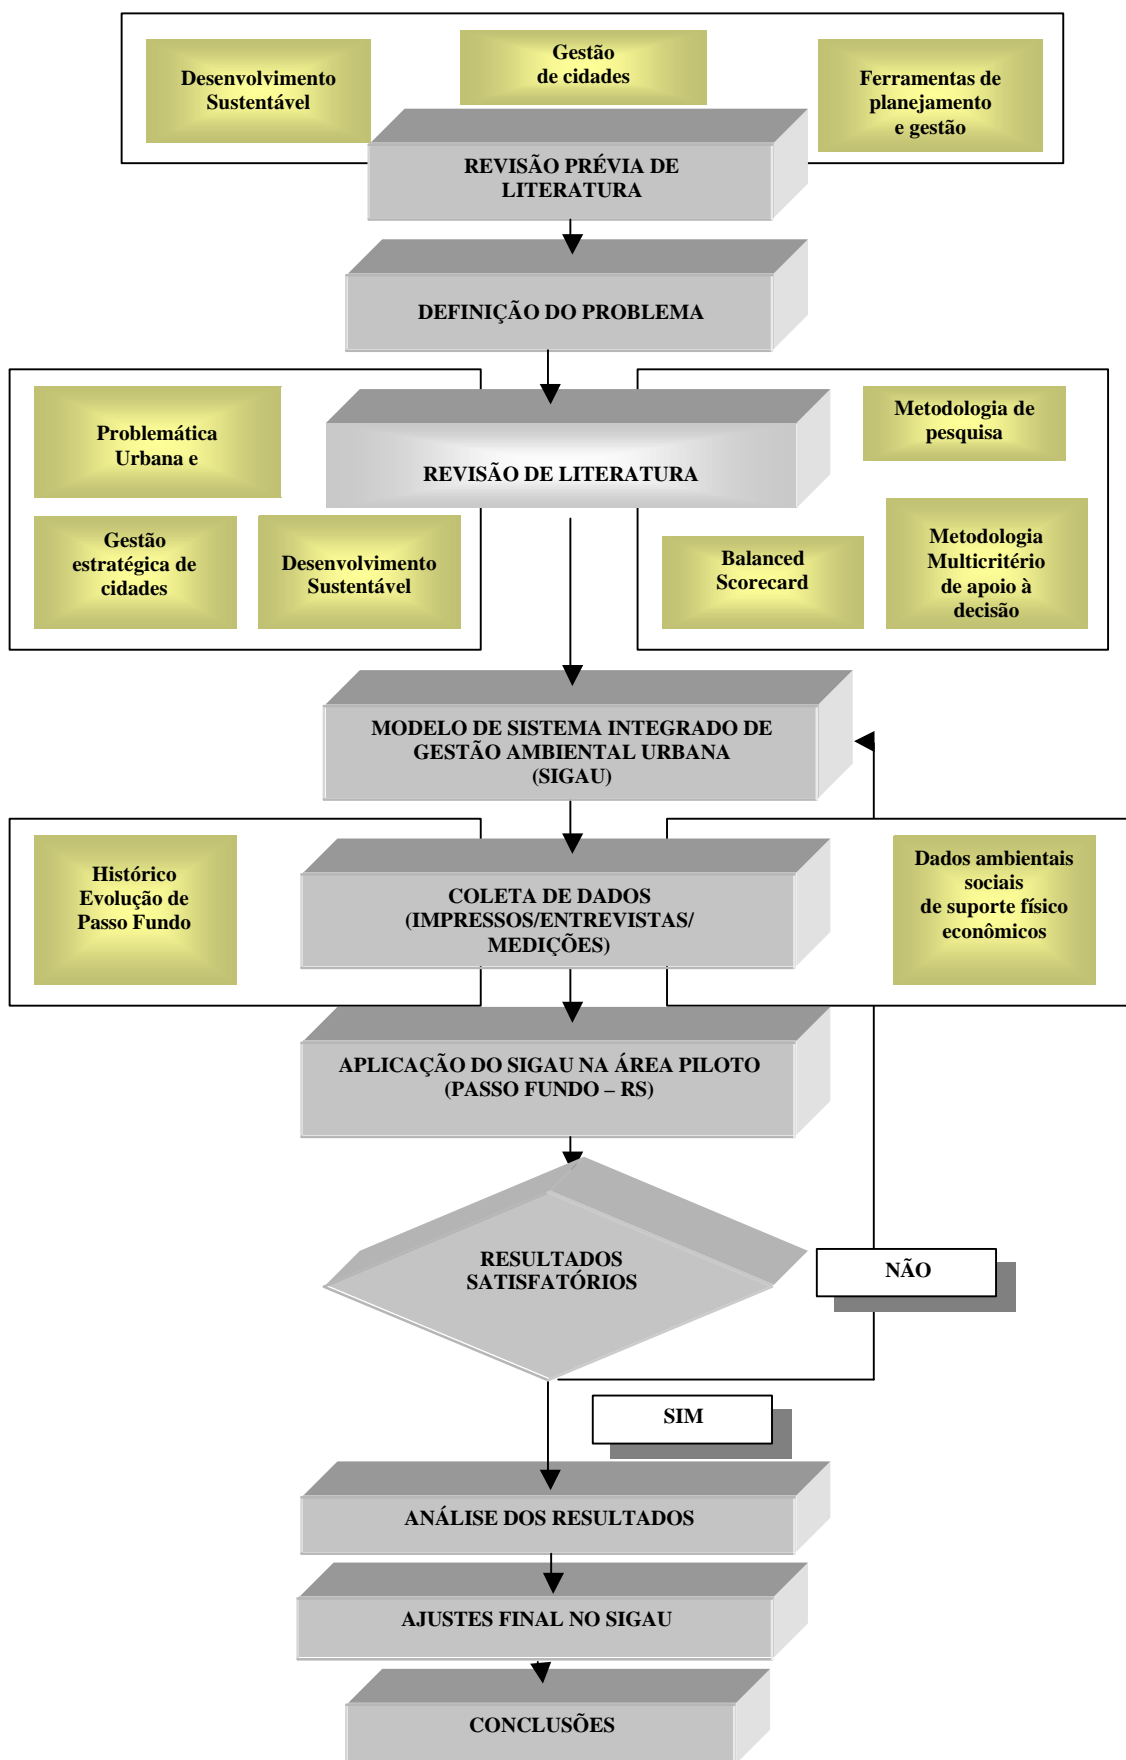 Desenvolvimento
Sustentável
Gestão
de cidades
Ferramentas de
planejamento
e gestão
REVISÃO PRÉVIA DE
LITERATURA
DEFINIÇÃO DO PROBLEMA
Problemática
Urbana e
Gestão
estratégica de
cidades
Desenvolvimento
Sustentável
REVISÃO DE LITERATURA
Metodologia de
pesquisa
Balanced
Scorecard
Metodologia
Multicritério
de apoio à
decisão
MODELO DE SISTEMA INTEGRADO DE
GESTÃO AMBIENTAL URBANA
(SIGAU)
Histórico
Evolução de
Passo Fundo
COLETA DE DADOS
(IMPRESSOS/ENTREVISTAS/
MEDIÇÕES)
Dados ambientais
sociais
de suporte físico
econômicos
APLICAÇÃO DO SIGAU NA ÁREA PILOTO
(PASSO FUNDO – RS)
RESULTADOS
SATISFATÓRIOS
NÃO
SIM
ANÁLISE DOS RESULTADOS
AJUSTES FINAL NO SIGAU
CONCLUSÕES